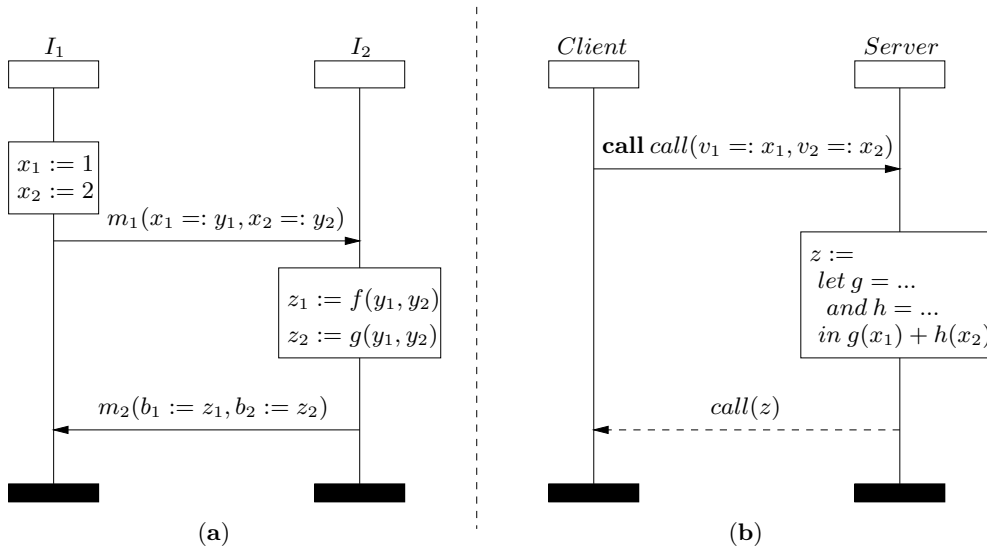 I₁
I₂
x₁ := 1
x₂ := 2
m₁(x₁ =: y₁, x₂ =: y₂)
z₁ := f(y₁, y₂)
z₂ := g(y₁, y₂)
m₂(b₁ := z₁, b₂ := z₂)
(a)
Client
Server
call call(v₁ =: x₁, v₂ =: x₂)
z :=
let g = ...
and h = ...
in g(x₁) + h(x₂)
call(z)
(b)